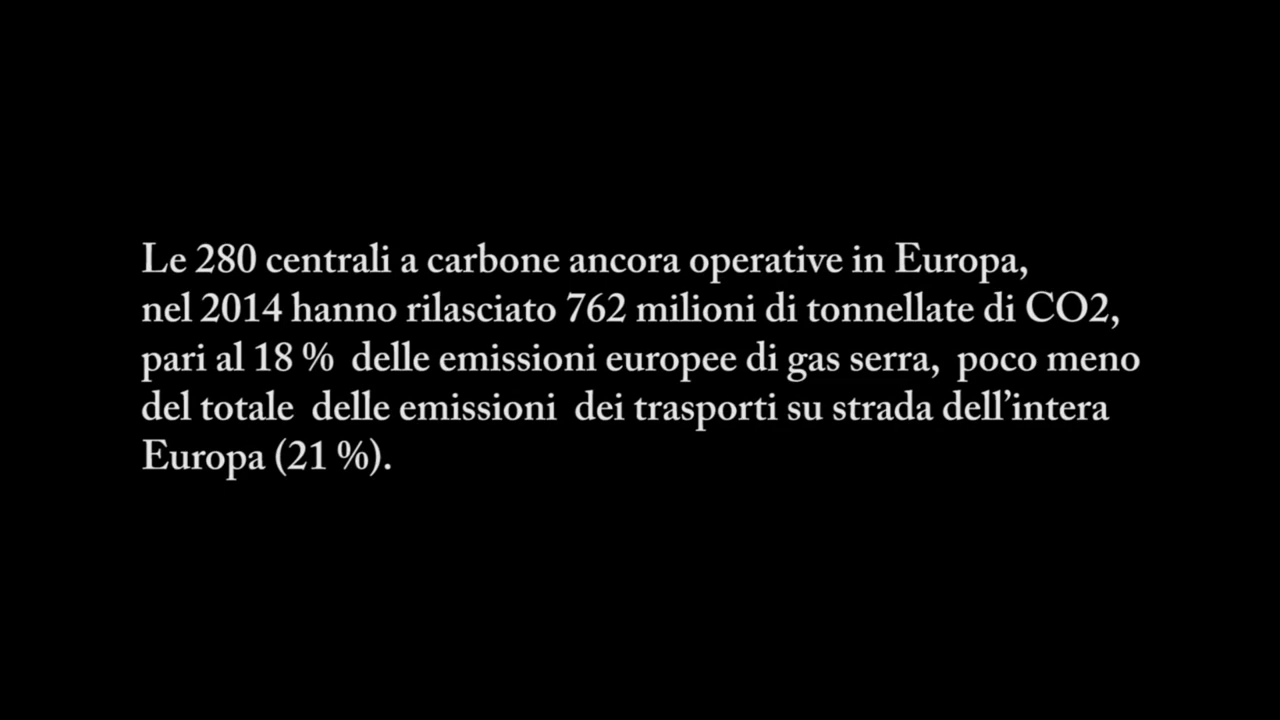 Le 280 centrali a carbone ancora operative in Europa,
nel 2014 hanno rilasciato 762 milioni di tonnellate di CO2,
pari al 18 %  delle emissioni europee di gas serra,  poco meno
del totale  delle emissioni  dei trasporti su strada dell’intera
Europa (21 %).